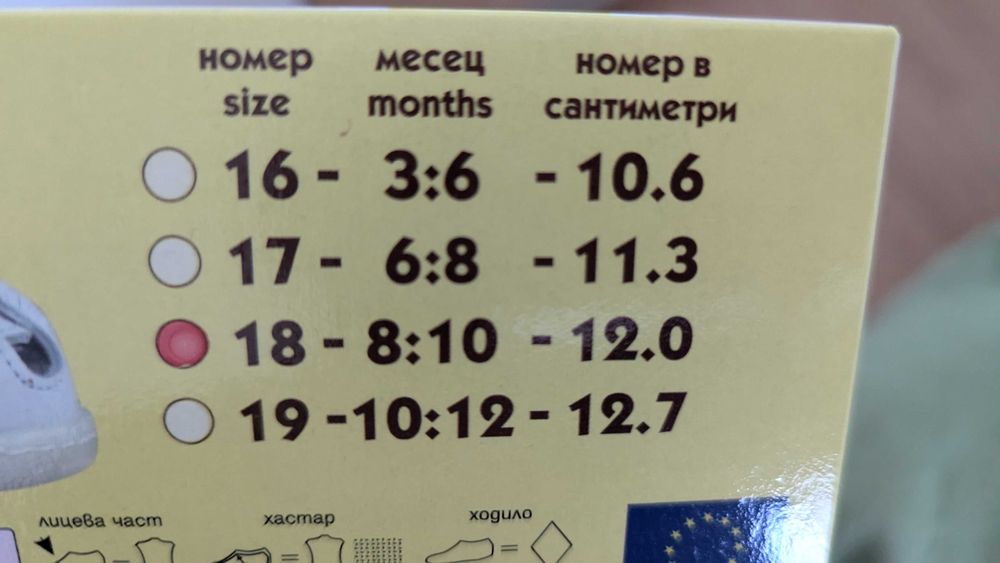 номер месец номер в
size months сантиметри
16 - 3:6 - 10.6
17 - 6:8 - 11.3
18 - 8:10 - 12.0
19 - 10:12 - 12.7
лицева част хастар ходило
= =